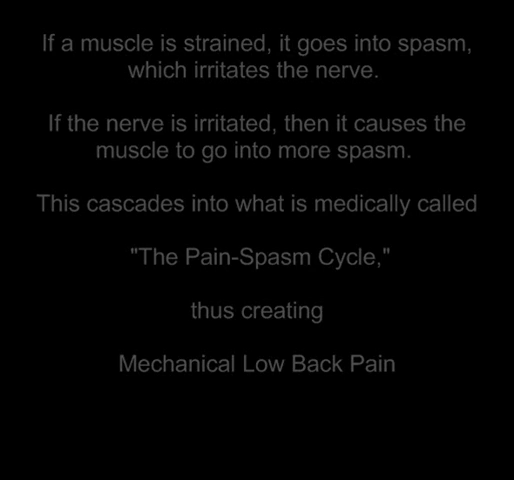 If a muscle is strained, it goes into spasm,
which irritates the nerve.
If the nerve is irritated, then it causes the
muscle to go into more spasm.
This cascades into what is medically called
"The Pain-Spasm Cycle,"
thus creating
Mechanical Low Back Pain